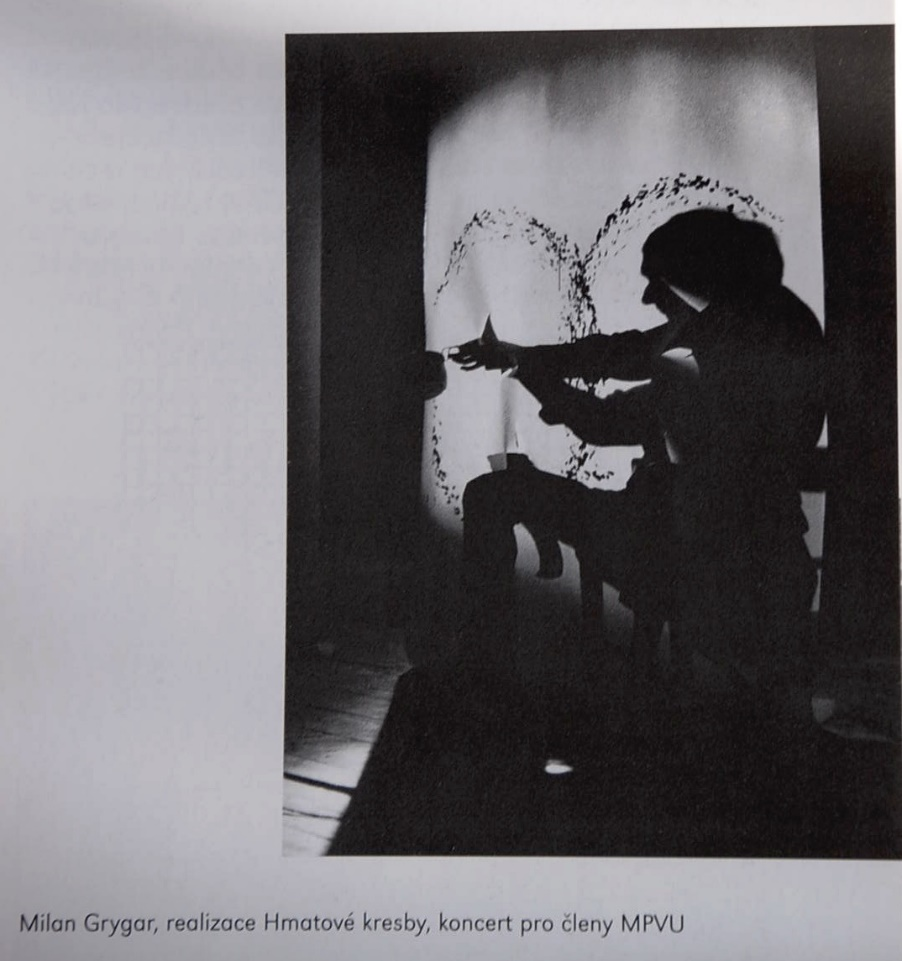 Milan Grygar, realizace Hmatové kresby, koncert pro členy MPVU